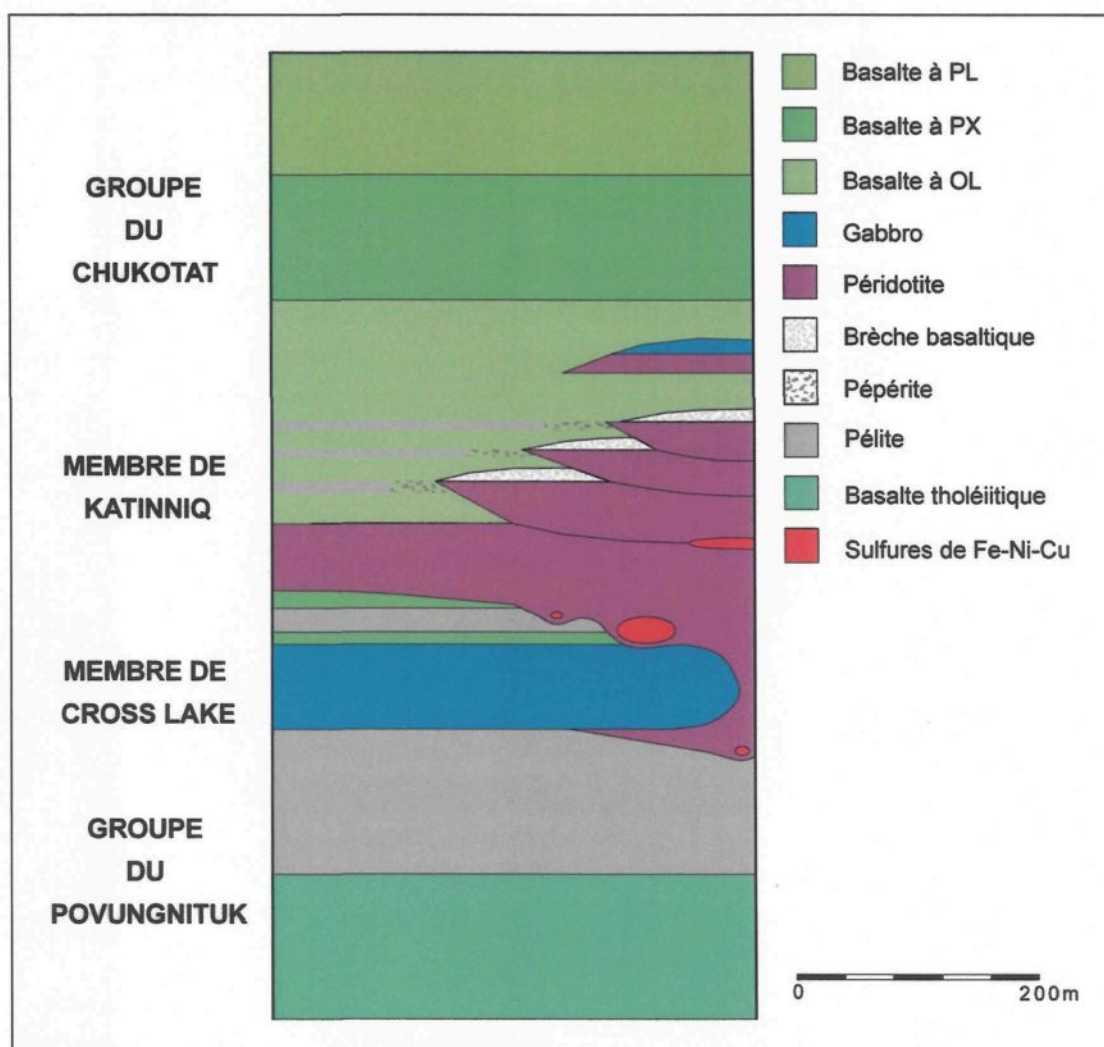 GROUPE
DU
CHUKOTAT
MEMBRE DE
KATINNIQ
MEMBRE DE
CROSS LAKE
GROUPE
DU
POVUNGNITUK
Basalte à PL
Basalte à PX
Basalte à OL
Gabbro
Péridotite
Brèche basaltique
Pépérite
Pélite
Basalte tholéiitique
Sulfures de Fe-Ni-Cu
0 200m